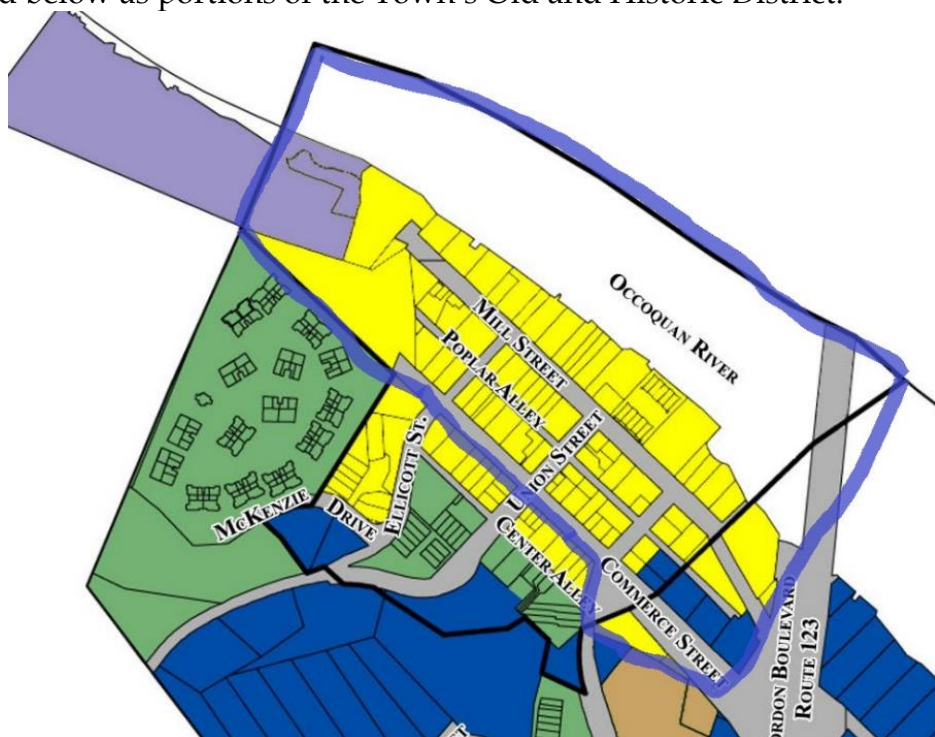 d below as portions of the Town's Old and Historic District.
OCCOQUAN RIVER
MILL STREET
POPLAR ALLEY
UNION STREET
ELLICOTT ST.
MCKENZIE
DRIVE
CENTER ALLEY
COMMERCE STREET
ORDON BOULEVARD
ROUTE 123